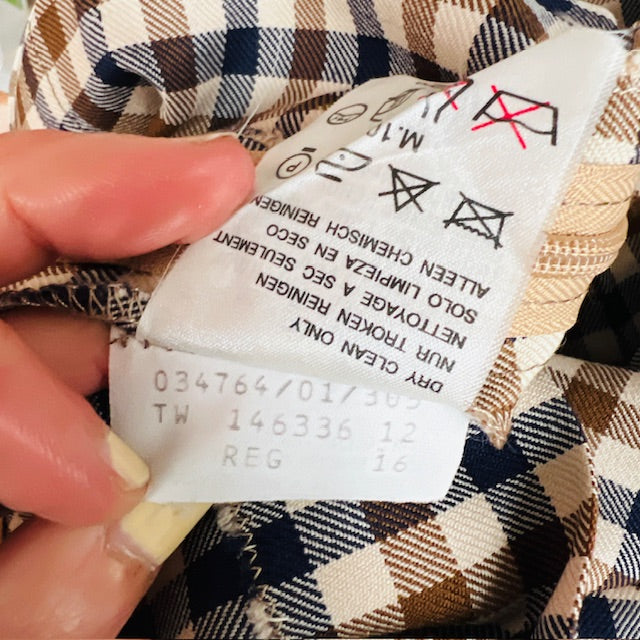 DRY CLEAN ONLY
NUR TROKEN REINIGEN
NETTOYAGE A SEC SEULEMENT
SOLO LIMPIEZA EN SECO
ALLEEN CHEMISCH REINIGEN
P
034764/01/305
TW 146336 12
REG 16